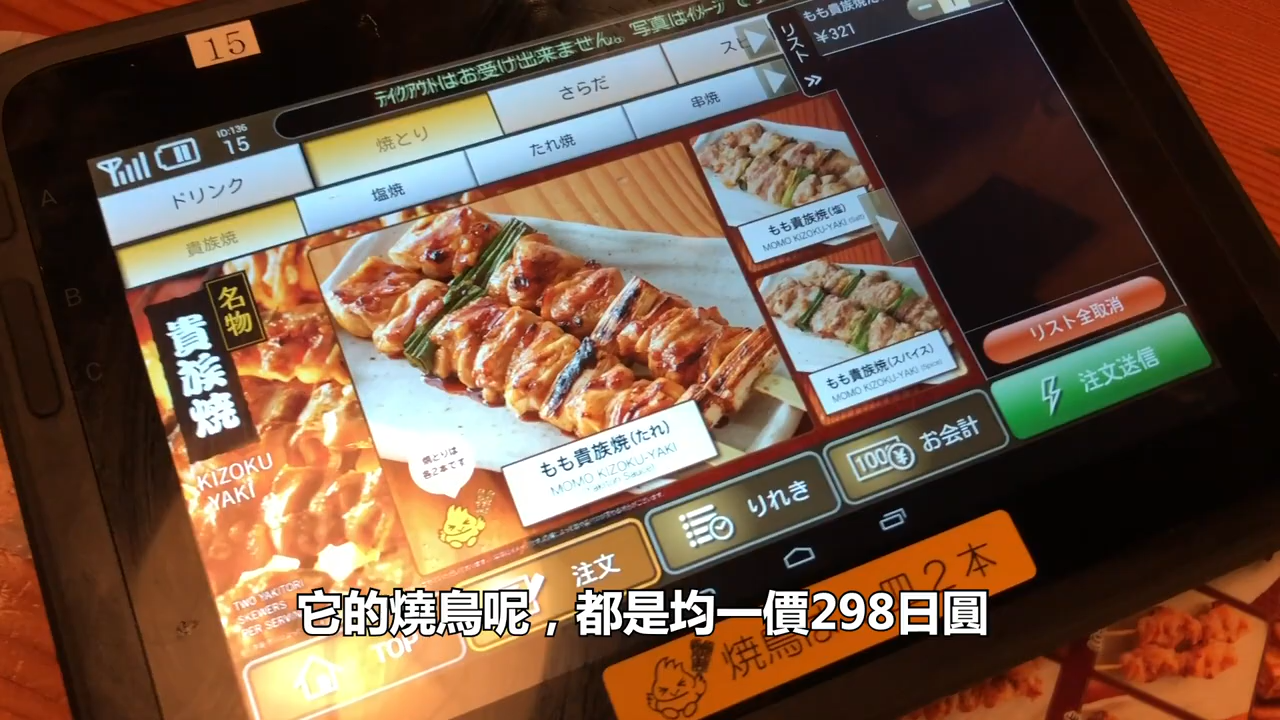 15
テイクアウトはお受け出来ません。写真はイメージで
ID:136
15
ドリンク
焼とり
さらだ
スピ
貴族焼
塩焼
たれ焼
串焼
リスト
もも貴族焼
¥321
名物
貴族焼
KIZOKU
YAKI
TWO YAKITORI
SKEWERS
PER SERVING
焼とりは
各2本です
もも貴族焼(たれ)
MOMO KIZOKU-YAKI
もも貴族焼(塩)
MOMO KIZOKU-YAKI (Salt)
もも貴族焼(スパイス)
MOMO KIZOKU-YAKI (Spice)
リスト全取消
注文送信
TOP
注文
りれき
100 ¥ お会計
A
B
C
焼鳥は一皿2本
它的燒鳥呢，都是均一價298日圓